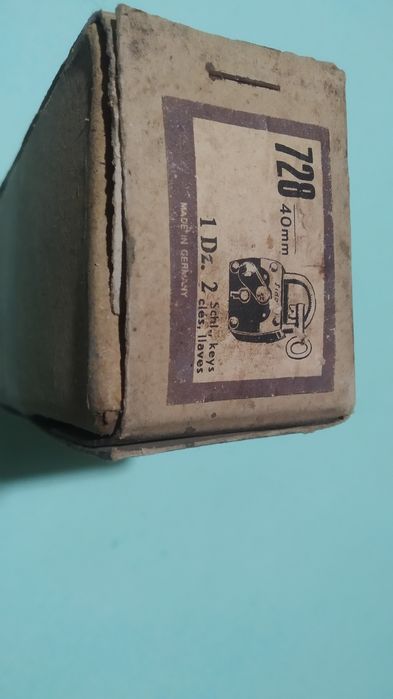 728
40mm
1 Dz. 2 Schl. keys
clés, llaves
MADE IN GERMANY